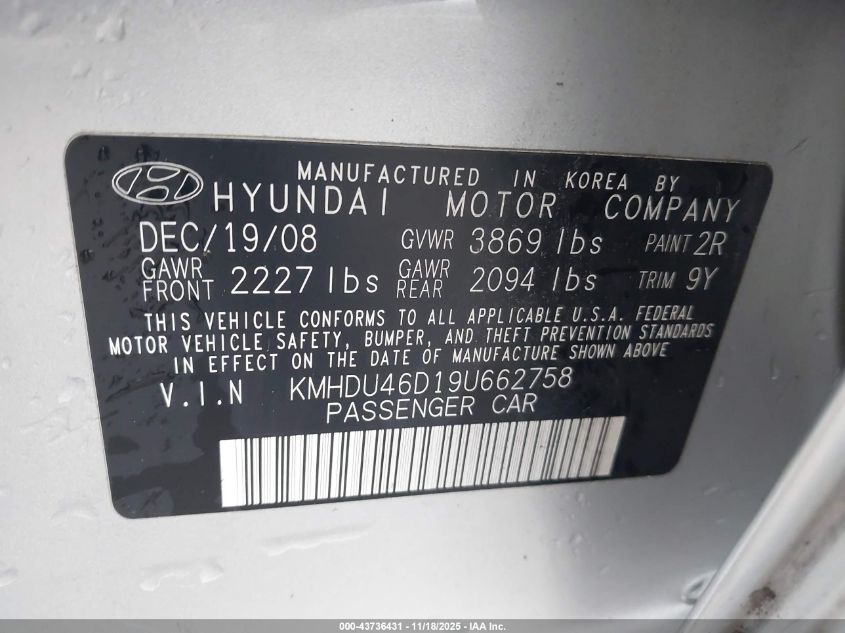 MANUFACTURED IN KOREA BY
HYUNDAI MOTOR COMPANY
DEC/19/08 GVWR 3869 lbs PAINT 2R
GAWR FRONT 2227 lbs GAWR REAR 2094 lbs TRIM 9Y
THIS VEHICLE CONFORMS TO ALL APPLICABLE U.S.A. FEDERAL
MOTOR VEHICLE SAFETY, BUMPER, AND THEFT PREVENTION STANDARDS
IN EFFECT ON THE DATE OF MANUFACTURE SHOWN ABOVE
V.I.N KMHDU46D19U662758
PASSENGER CAR
000-43736431 - 11/18/2025 - IAA Inc.